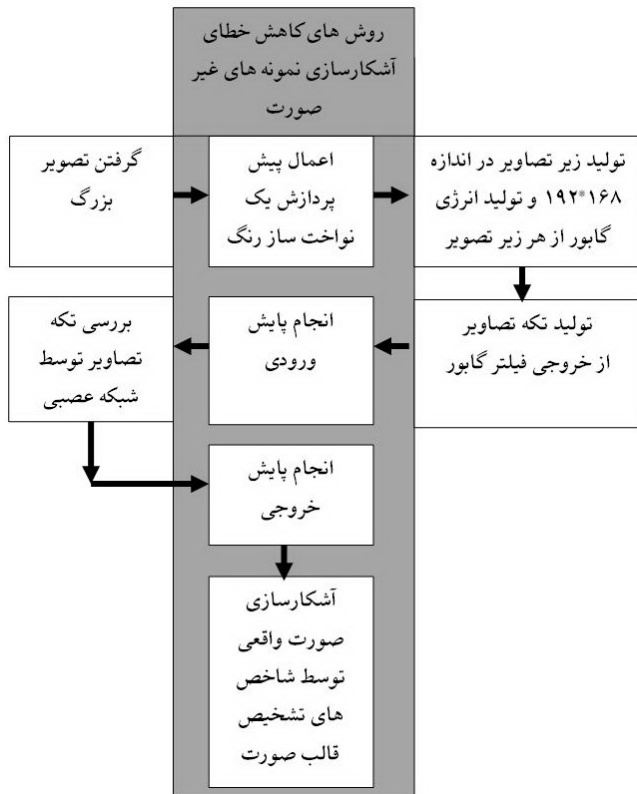 روش های کاهش خطای
آشکارسازی نمونه های غیر
صورت
گرفتن تصویر
بزرگ
اعمال پیش
پردازش یک
نواخت ساز رنگ
تولید زیر تصاویر در اندازه
۱۹۲*۱۶۸ و تولید انرژی
گابور از هر زیر تصویر
تولید تکه تصاویر
از خروجی فیلتر گابور
انجام پایش
ورودی
بررسی تکه
تصاویر توسط
شبکه عصبی
انجام پایش
خروجی
آشکارسازی
صورت واقعی
توسط شاخص
های تشخیص
قالب صورت